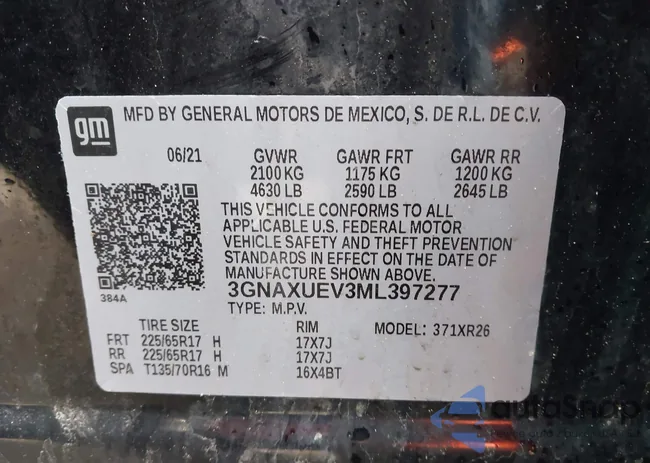 gm MFD BY GENERAL MOTORS DE MEXICO, S. DE R.L. DE C.V.
06/21 GVWR GAWR FRT GAWR RR
2100 KG 1175 KG 1200 KG
4630 LB 2590 LB 2645 LB
THIS VEHICLE CONFORMS TO ALL
APPLICABLE U.S. FEDERAL MOTOR
VEHICLE SAFETY AND THEFT PREVENTION
STANDARDS IN EFFECT ON THE DATE OF
MANUFACTURE SHOWN ABOVE.
384A 3GNAXUEV3ML397277
TYPE: M.P.V.
TIRE SIZE RIM MODEL: 371XR26
FRT 225/65R17 H 17X7J
RR 225/65R17 H 17X7J
SPA T135/70R16 M 16X4BT
autoSnap